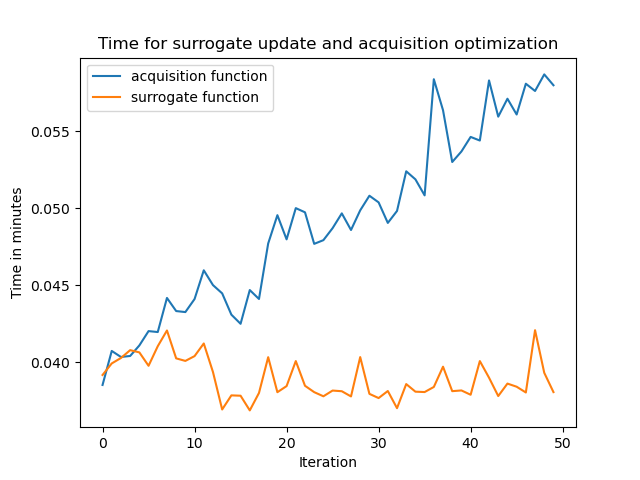 Time for surrogate update and acquisition optimization
acquisition function
surrogate function
0.055
0.050
0.045
0.040
Time in minutes
0 10 20 30 40 50
Iteration